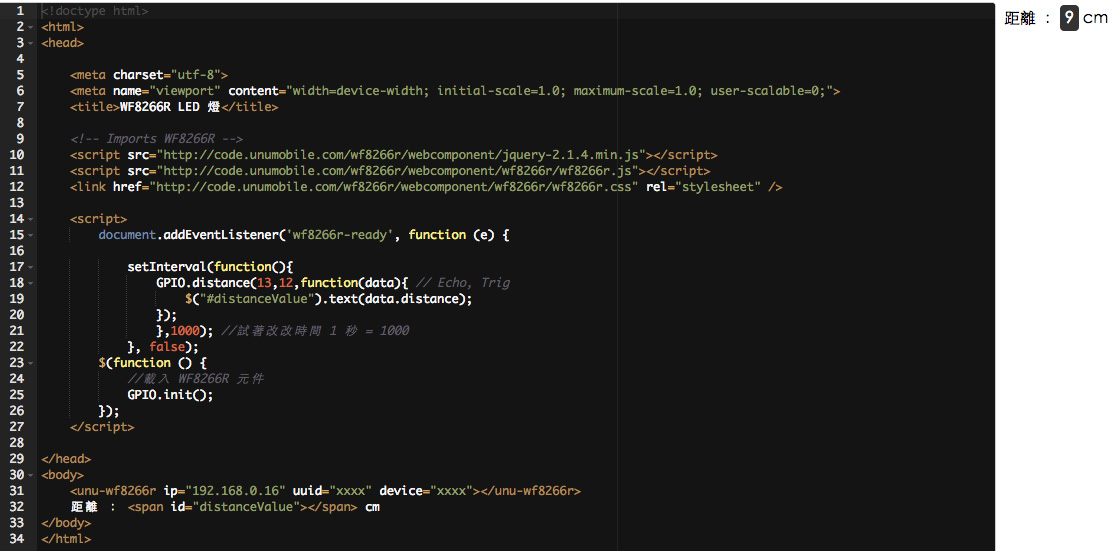 1 <!doctype html>
2 <html>
3 <head>
4
5 <meta charset="utf-8">
6 <meta name="viewport" content="width=device-width; initial-scale=1.0; maximum-scale=1.0; user-scalable=0;">
7 <title>WF8266R LED 燈</title>
8
9 <!-- Imports WF8266R -->
10 <script src="http://code.unumobile.com/wf8266r/webcomponent/jquery-2.1.4.min.js"></script>
11 <script src="http://code.unumobile.com/wf8266r/webcomponent/wf8266r/wf8266r.js"></script>
12 <link href="http://code.unumobile.com/wf8266r/webcomponent/wf8266r/wf8266r.css" rel="stylesheet" />
13
14 <script>
15 document.addEventListener('wf8266r-ready', function (e) {
16
17 setInterval(function(){
18 GPIO.distance(13,12,function(data){ // Echo, Trig
19 $("#distanceValue").text(data.distance);
20 });
21 },1000); //試著改改時間 1 秒 = 1000
22 }, false);
23 $(function () {
24 //載入 WF8266R 元件
25 GPIO.init();
26 });
27 </script>
28
29 </head>
30 <body>
31 <unu-wf8266r ip="192.168.0.16" uuid="xxxx" device="xxxx"></unu-wf8266r>
32 距離 : <span id="distanceValue"></span> cm
33 </body>
34 </html>
距離 : 9 cm